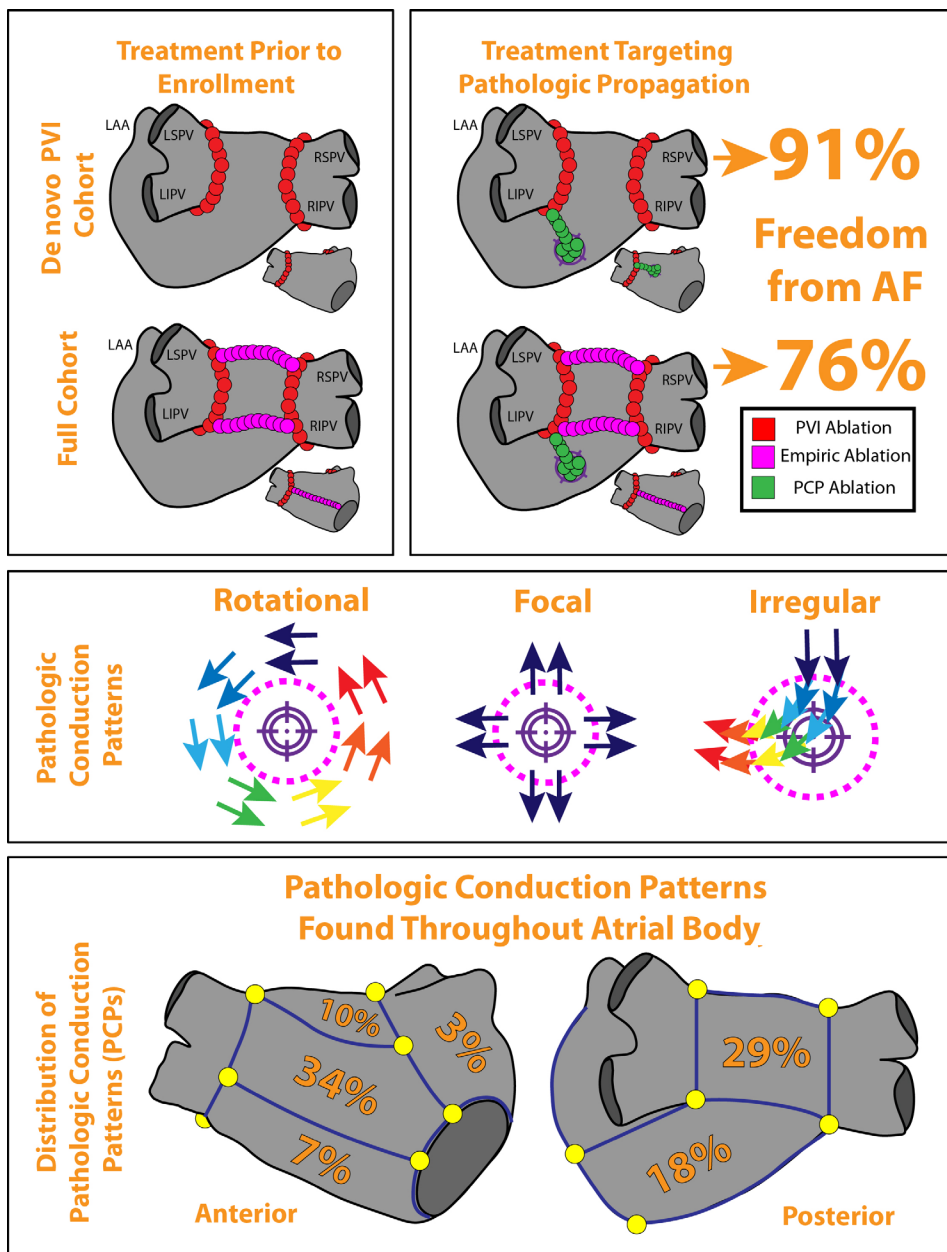 Treatment Prior to
Enrollment
Treatment Targeting
Pathologic Propagation
De novo PVI
Cohort
LAA
LSPV
LIPV
RSPV
RIPV
LAA
LSPV
LIPV
RSPV
RIPV
91%
Freedom
from AF
76%
Full Cohort
LAA
LSPV
LIPV
RSPV
RIPV
LAA
LSPV
LIPV
RSPV
RIPV
PVI Ablation
Empiric Ablation
PCP Ablation
Pathologic
Conduction
Patterns
Rotational
Focal
Irregular
Distribution of
Pathologic Conduction
Patterns (PCPs)
Pathologic Conduction Patterns
Found Throughout Atrial Body
10%
3%
34%
7%
29%
18%
Anterior
Posterior